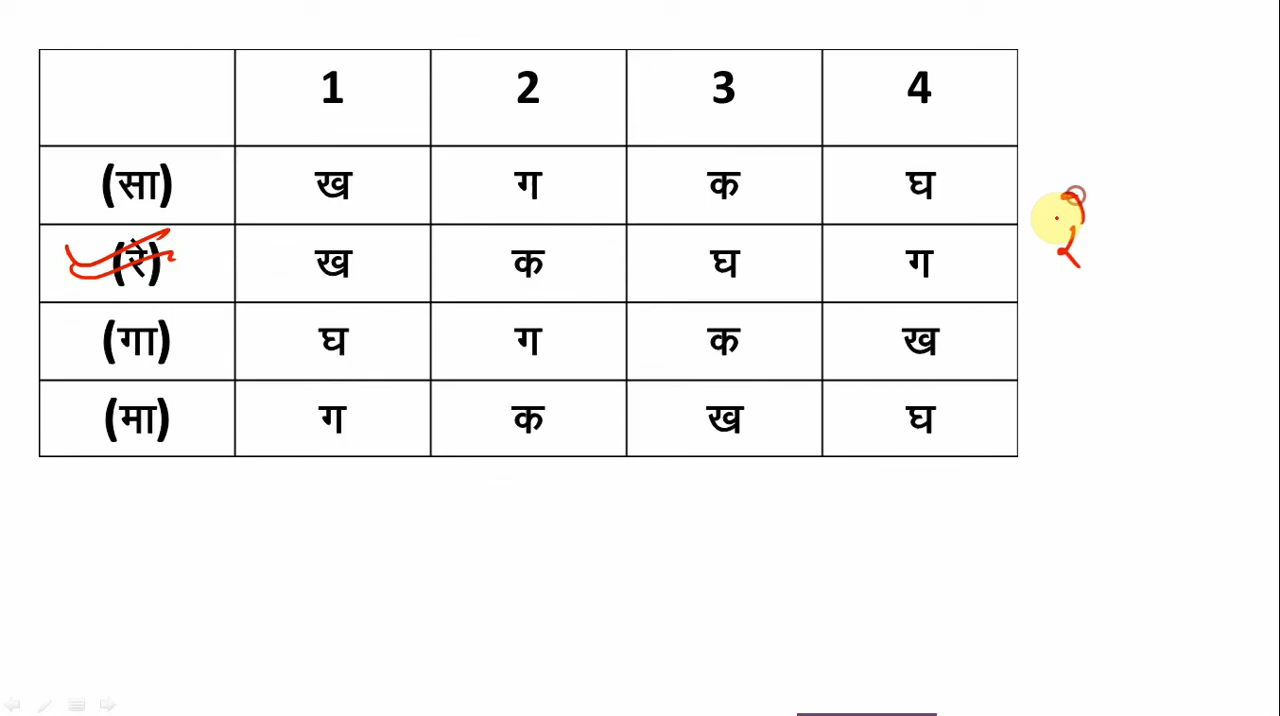 1 2 3 4
(सा) ख ग क घ
(रे) ख क घ ग
(गा) घ ग क ख
(मा) ग क ख घ